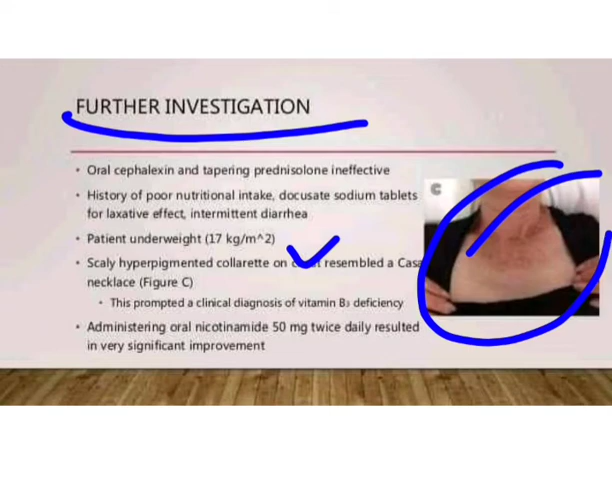 FURTHER INVESTIGATION
C
• Oral cephalexin and tapering prednisolone ineffective
• History of poor nutritional intake, docusate sodium tablets
for laxative effect, intermittent diarrhea
• Patient underweight (17 kg/m^2)
• Scaly hyperpigmented collarette on resembled a Casa
necklace (Figure C)
• This prompted a clinical diagnosis of vitamin B₃ deficiency
• Administering oral nicotinamide 50 mg twice daily resulted
in very significant improvement